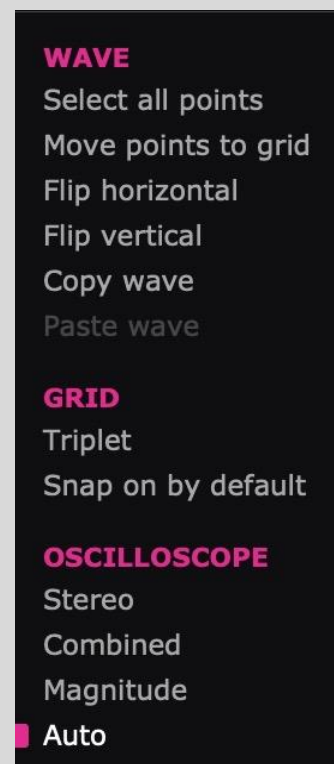 WAVE
Select all points
Move points to grid
Flip horizontal
Flip vertical
Copy wave
Paste wave
GRID
Triplet
Snap on by default
OSCILLOSCOPE
Stereo
Combined
Magnitude
Auto